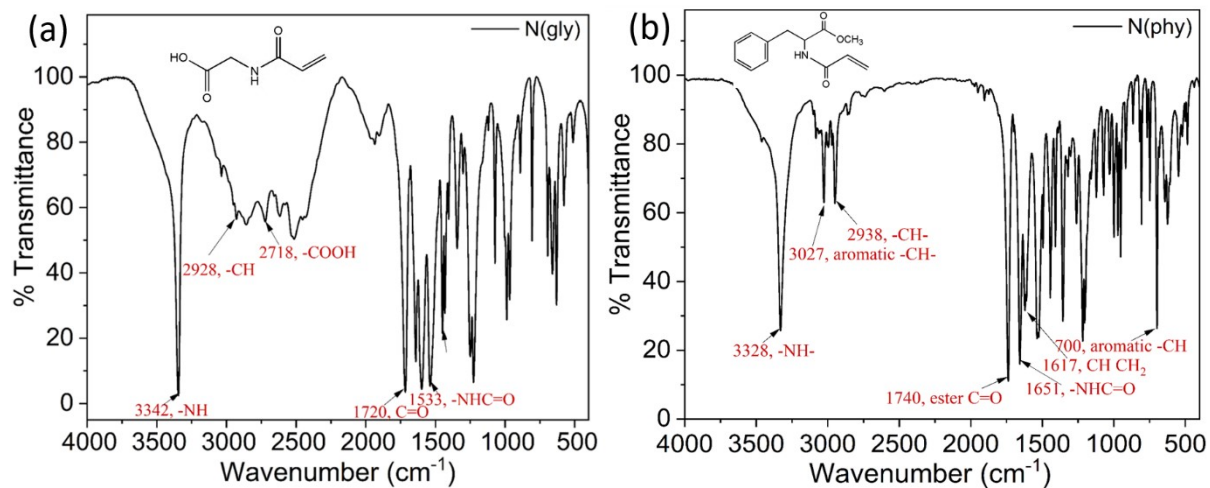 (a)
N(gly)
O
HO
N
H
O
100
80
60
40
20
0
% Transmittance
2928, -CH
2718, -COOH
3342, -NH
1720, C=O
1533, -NHC=O
4000 3500 3000 2500 2000 1500 1000 500
Wavenumber (cm⁻¹)
(b)
N(phy)
O
OCH₃
NH
O
100
80
60
40
20
0
% Transmittance
2938, -CH-
3027, aromatic -CH-
3328, -NH-
700, aromatic -CH
1617, CH CH₂
1651, -NHC=O
1740, ester C=O
4000 3500 3000 2500 2000 1500 1000 500
Wavenumber (cm⁻¹)